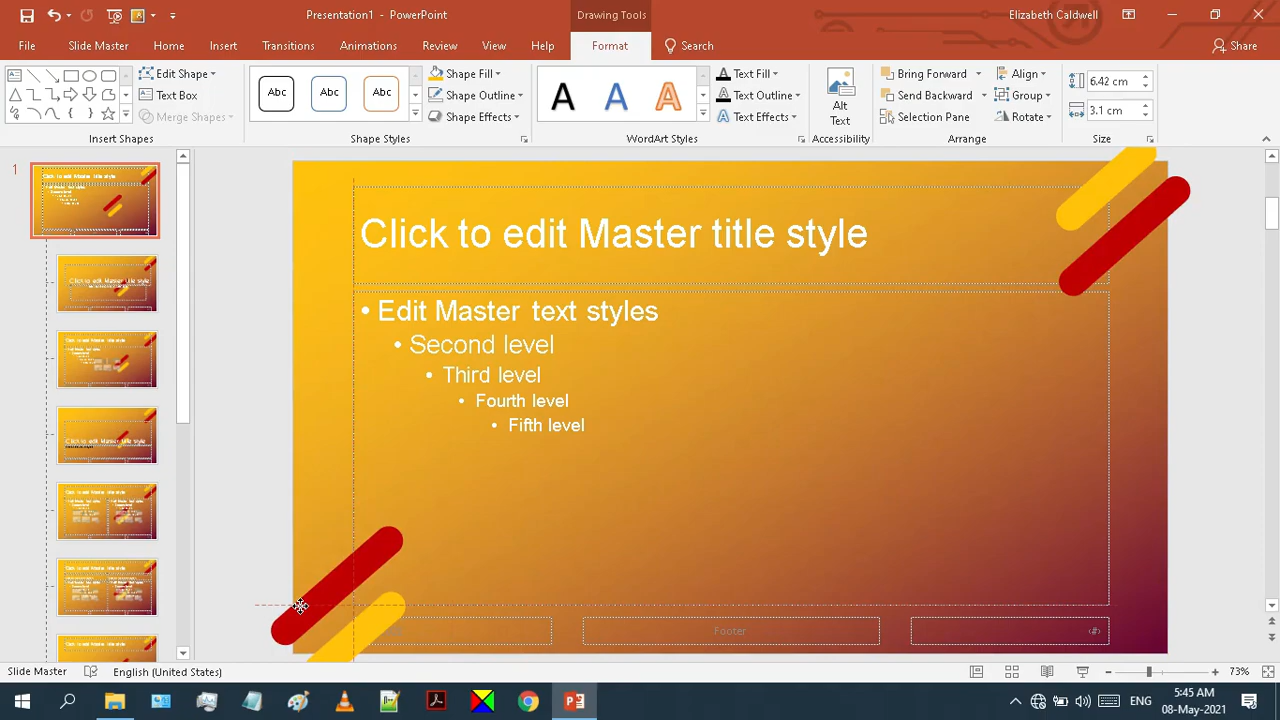 Presentation1 - PowerPoint
Drawing Tools
Elizabeth Caldwell
File
Slide Master
Home
Insert
Transitions
Animations
Review
View
Help
Format
Search
Share
Edit Shape
Text Box
Merge Shapes
Insert Shapes
Abc
Abc
Abc
Shape Fill
Shape Outline
Shape Effects
Shape Styles
A
A
A
Text Fill
Text Outline
Text Effects
WordArt Styles
Alt
Text
Accessibility
Bring Forward
Send Backward
Selection Pane
Align
Group
Rotate
Arrange
6.42 cm
3.1 cm
Size
1
Click to edit Master title style
• Edit Master text styles
• Second level
• Third level
• Fourth level
• Fifth level
Footer
‹#›
Slide Master
English (United States)
73%
ENG
5:45 AM
08-May-2021